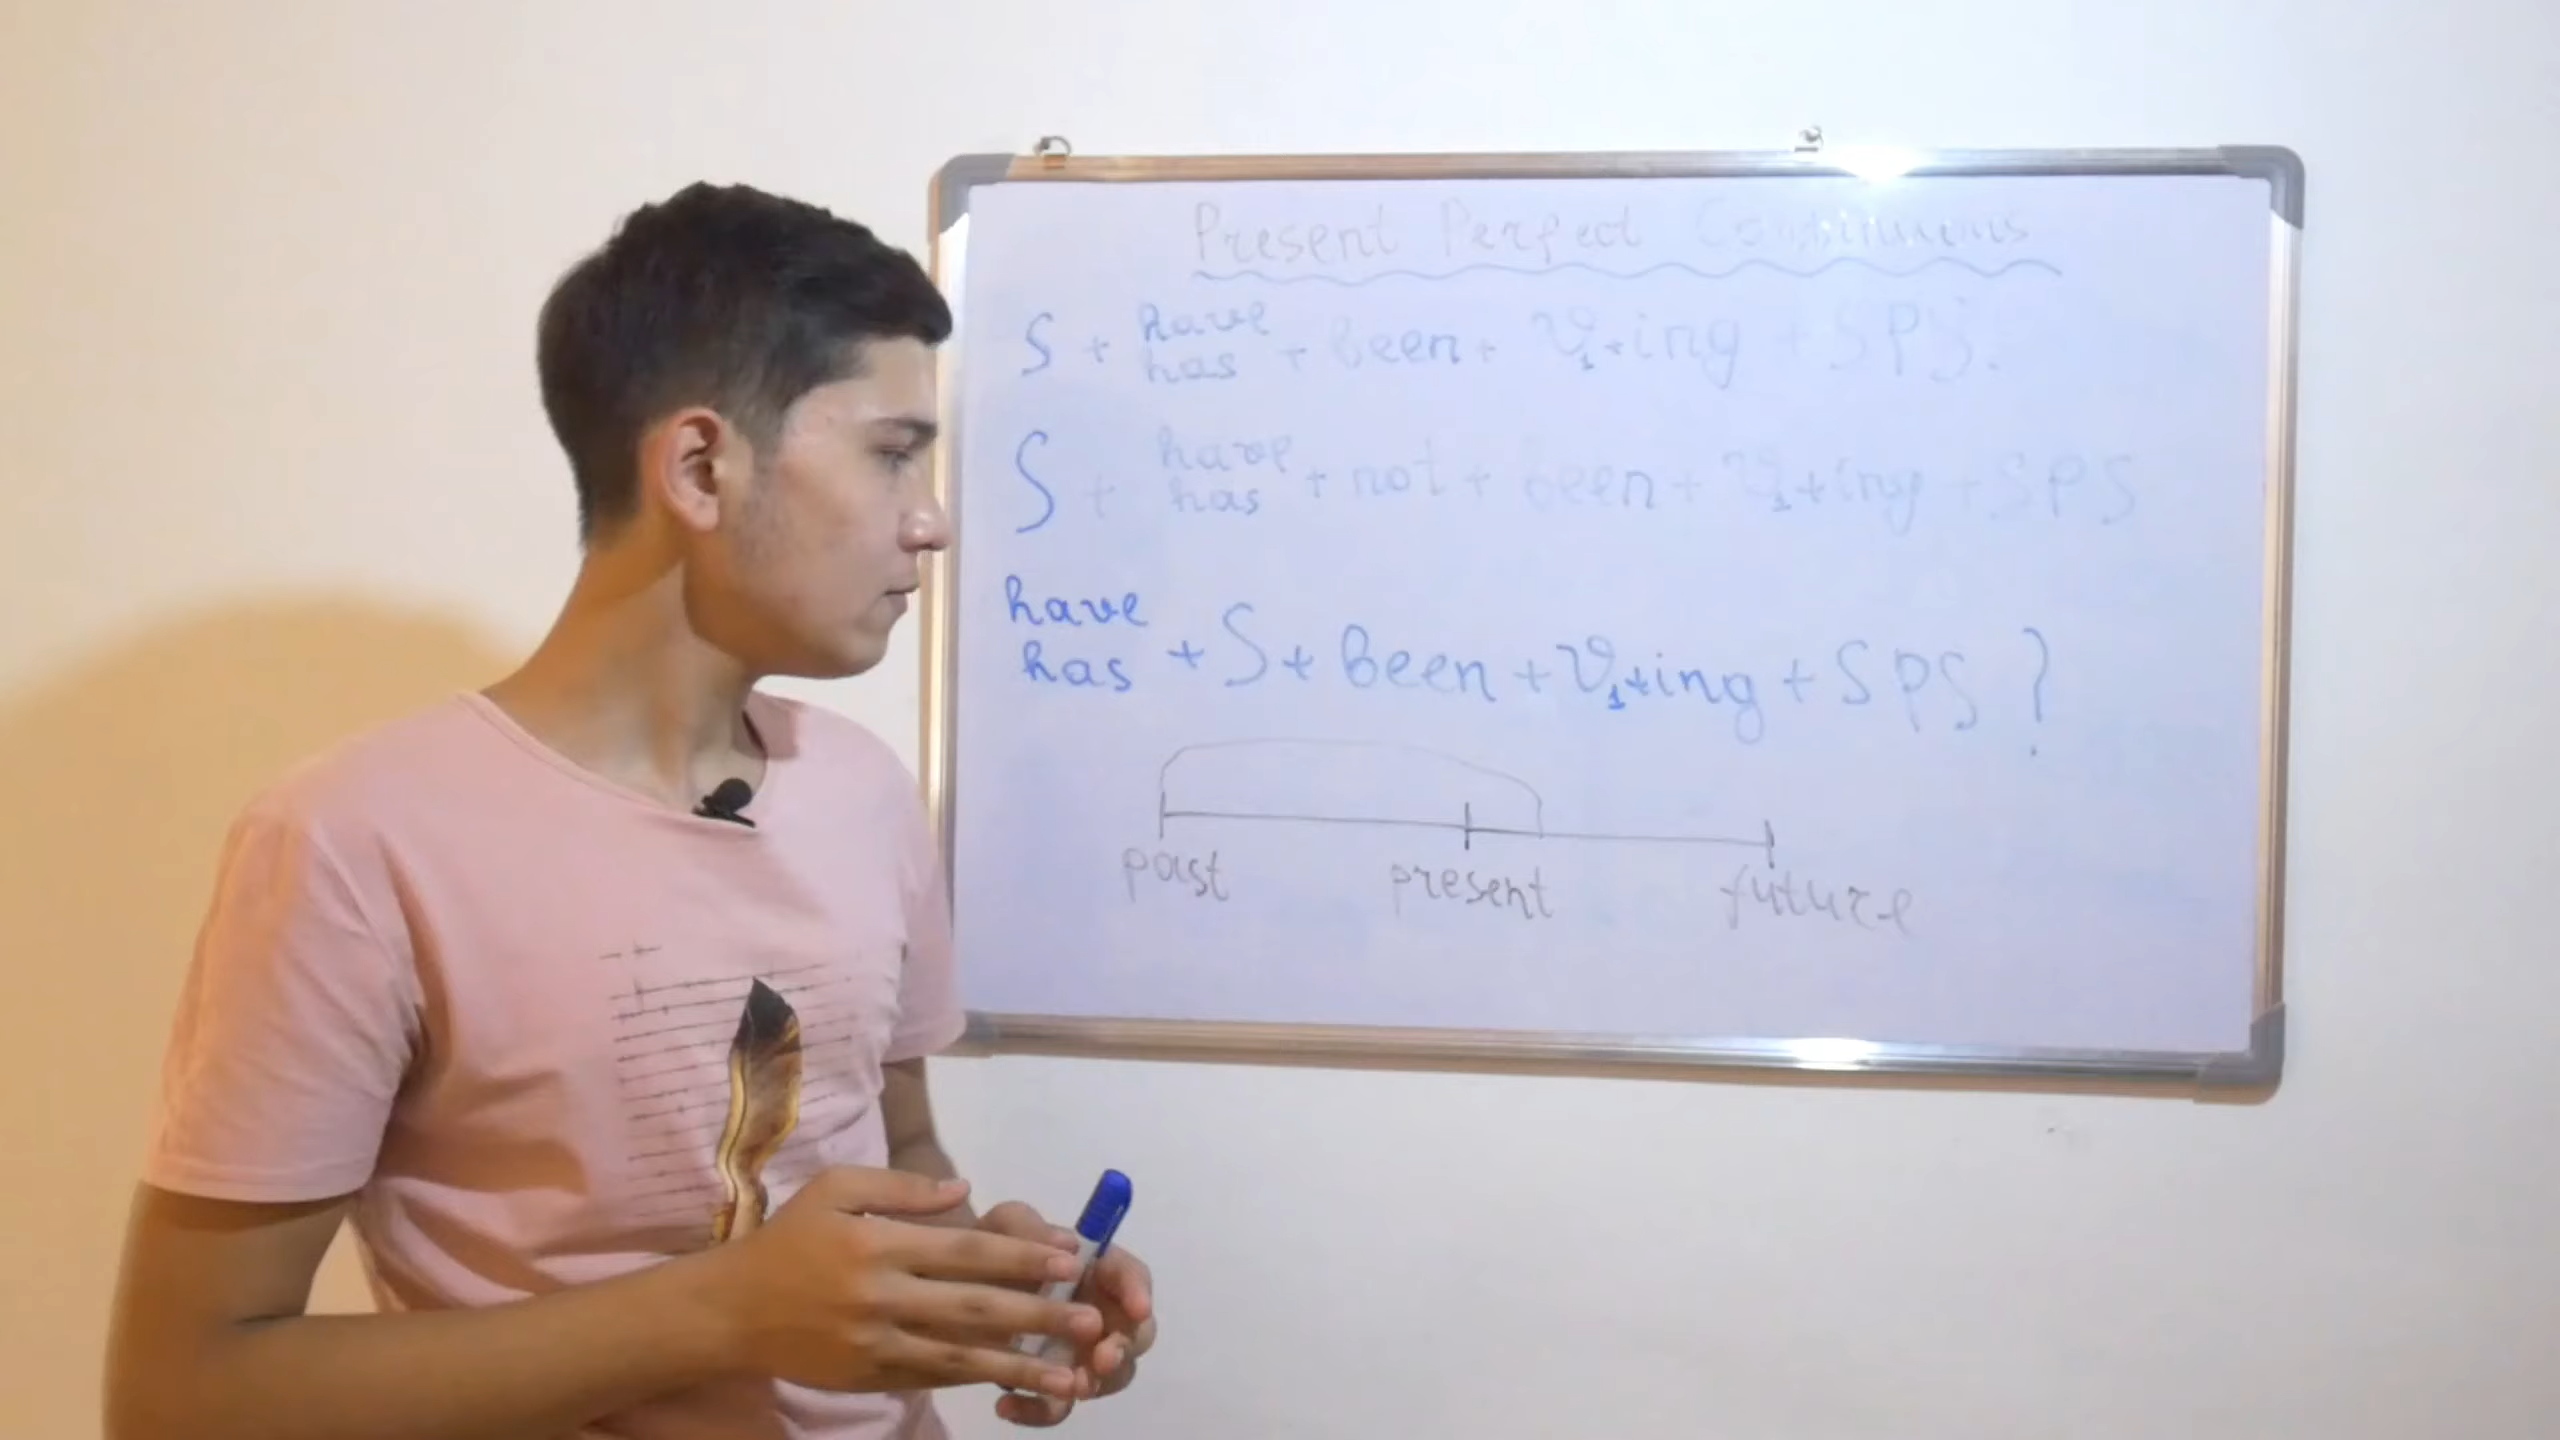 Present Perfect Continuous
S + have has + been + V1+ing + SPS.
S + have has + not + been + V1+ing + SPS
have has + S + been + V1+ing + SPS ?
past present future